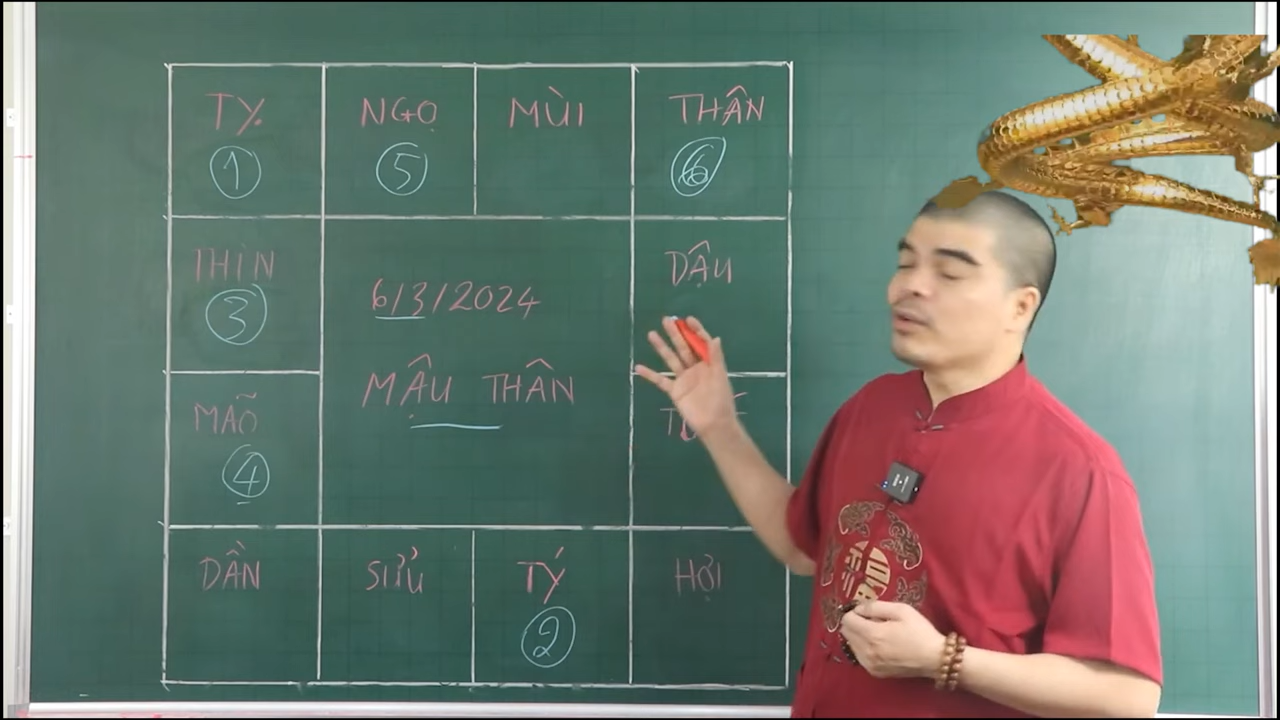 TỴ
NGỌ
MÙI
THÂN
1
5
6
THÌN
DẬU
3
6/3/2024
MẬU THÂN
MÃO
4
DẦN
SỬU
TÝ
HỢI
2